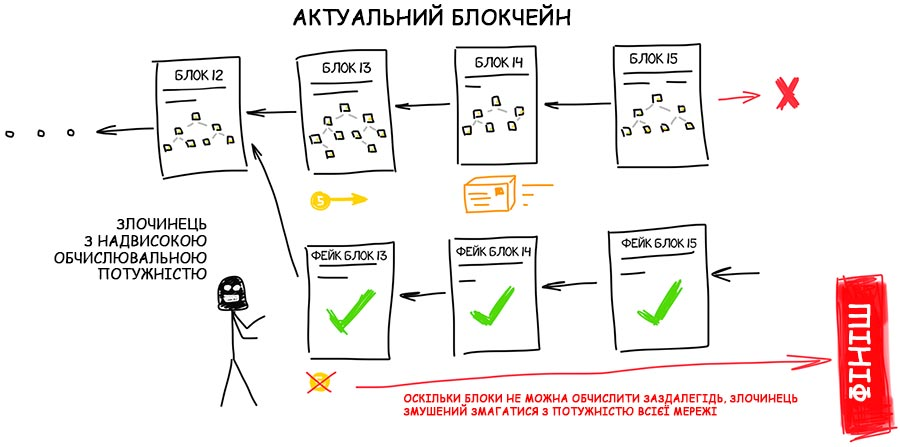 АКТУАЛЬНИЙ БЛОКЧЕЙН
БЛОК 12
БЛОК 13
БЛОК 14
БЛОК 15
X
5
ЗЛОЧИНЕЦЬ
З НАДВИСОКОЮ
ОБЧИСЛЮВАЛЬНОЮ
ПОТУЖНІСТЮ
ФЕЙК БЛОК 13
ФЕЙК БЛОК 14
ФЕЙК БЛОК 15
ФІНІШ
ОСКІЛЬКИ БЛОКИ НЕ МОЖНА ОБЧИСЛИТИ ЗАЗДАЛЕГІДЬ, ЗЛОЧИНЕЦЬ
ЗМУШЕНИЙ ЗМАГАТИСЯ З ПОТУЖНІСТЮ ВСІЄЇ МЕРЕЖІ